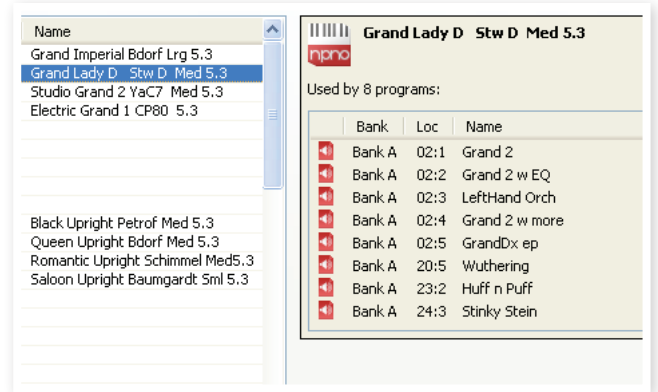 Name
Grand Imperial Bdorf Lrg 5.3
Grand Lady D Stw D Med 5.3
Studio Grand 2 YaC7 Med 5.3
Electric Grand 1 CP80 5.3
Black Upright Petrof Med 5.3
Queen Upright Bdorf Med 5.3
Romantic Upright Schimmel Med5.3
Saloon Upright Baumgardt Sml 5.3
npno
Grand Lady D Stw D Med 5.3
Used by 8 programs:
Bank Loc Name
Bank A 02:1 Grand 2
Bank A 02:2 Grand 2 w EQ
Bank A 02:3 LeftHand Orch
Bank A 02:4 Grand 2 w more
Bank A 02:5 GrandDx ep
Bank A 20:5 Wuthering
Bank A 23:2 Huff n Puff
Bank A 24:3 Stinky Stein